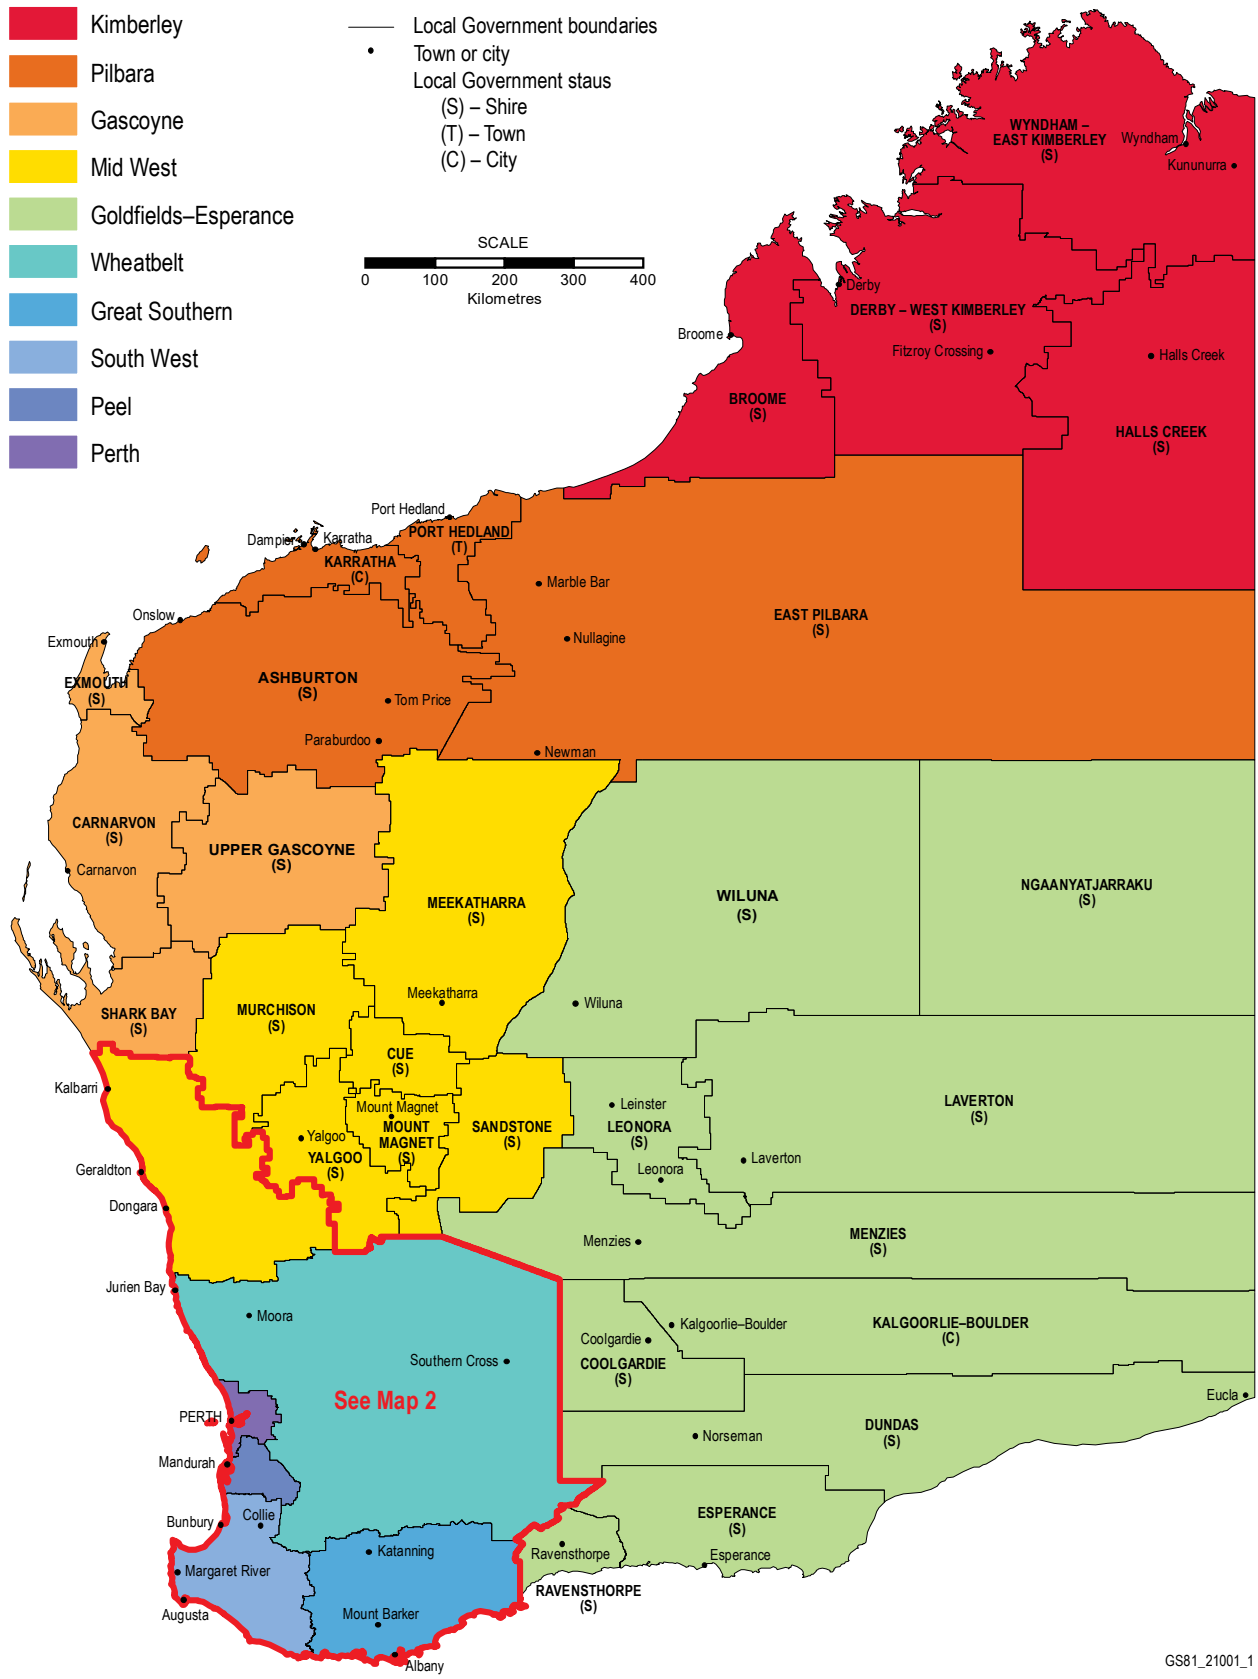 Kimberley
Pilbara
Gascoyne
Mid West
Goldfields–Esperance
Wheatbelt
Great Southern
South West
Peel
Perth
Local Government boundaries
Town or city
Local Government staus
(S) – Shire
(T) – Town
(C) – City
SCALE
0 100 200 300 400
Kilometres
WYNDHAM –
EAST KIMBERLEY
(S)
Wyndham
Kununurra
Derby
DERBY – WEST KIMBERLEY
(S)
Broome
Fitzroy Crossing
Halls Creek
BROOME
(S)
HALLS CREEK
(S)
Port Hedland
PORT HEDLAND
(T)
Dampier
Karratha
KARRATHA
(C)
Marble Bar
Onslow
EAST PILBARA
(S)
Nullagine
Exmouth
EXMOUTH
(S)
ASHBURTON
(S)
Tom Price
Paraburdoo
Newman
CARNARVON
(S)
Carnarvon
UPPER GASCOYNE
(S)
MEEKATHARRA
(S)
WILUNA
(S)
NGAANYATJARRAKU
(S)
Meekatharra
Wiluna
SHARK BAY
(S)
MURCHISON
(S)
CUE
(S)
Kalbarri
Mount Magnet
MOUNT
MAGNET
(S)
SANDSTONE
(S)
Leinster
LEONORA
(S)
LAVERTON
(S)
Yalgoo
YALGOO
(S)
Laverton
Leonora
Geraldton
Dongara
Menzies
MENZIES
(S)
Jurien Bay
Moora
Kalgoorlie–Boulder
KALGOORLIE–BOULDER
(C)
Coolgardie
COOLGARDIE
(S)
Southern Cross
See Map 2
Eucla
PERTH
DUNDAS
(S)
Norseman
Mandurah
Bunbury
Collie
ESPERANCE
(S)
Katanning
Ravensthorpe
Esperance
Margaret River
RAVENSTHORPE
(S)
Augusta
Mount Barker
Albany
GS81_21001_1